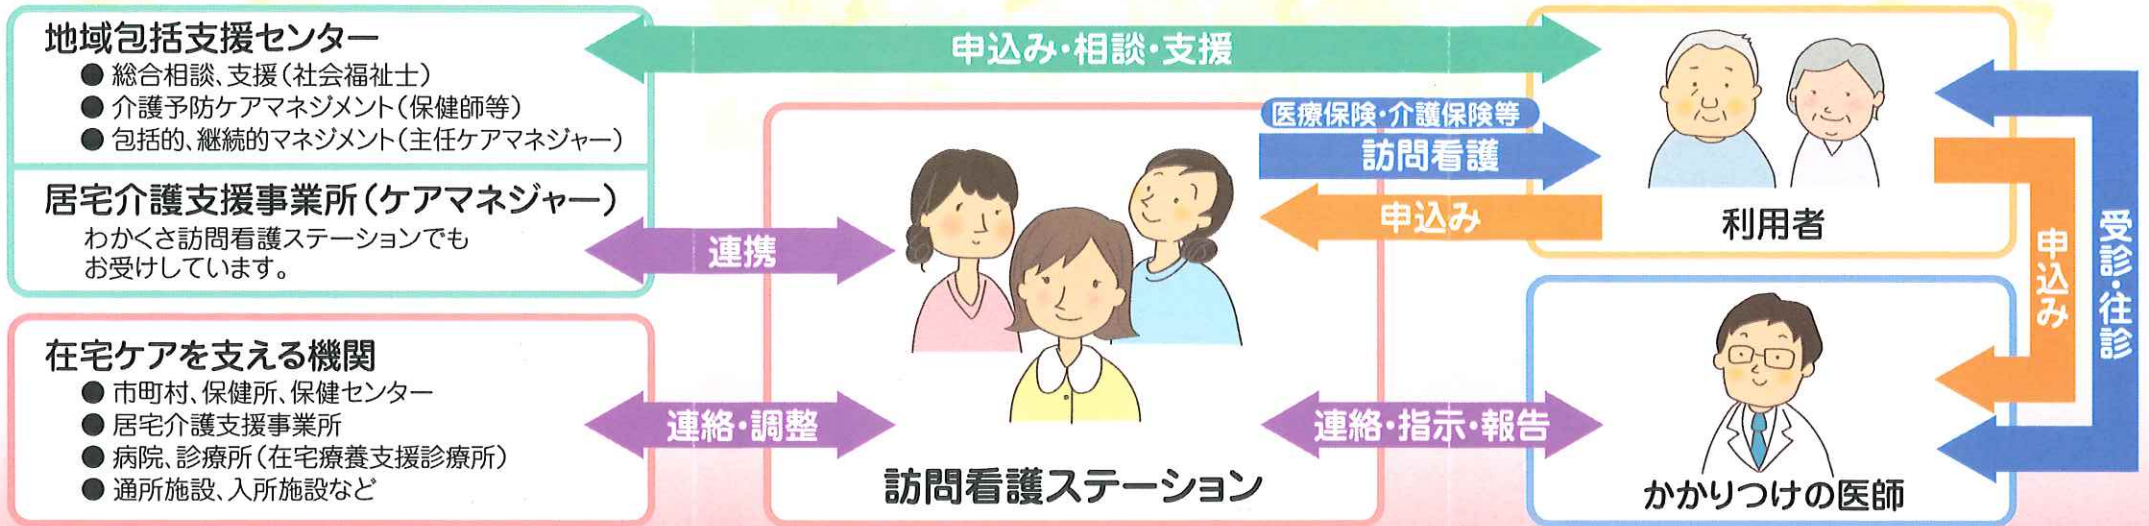 地域包括支援センター
● 総合相談、支援(社会福祉士)
● 介護予防ケアマネジメント(保健師等)
● 包括的、継続的マネジメント(主任ケアマネジャー)
居宅介護支援事業所(ケアマネジャー)
わかくさ訪問看護ステーションでも
お受けしています。
在宅ケアを支える機関
● 市町村、保健所、保健センター
● 居宅介護支援事業所
● 病院、診療所(在宅療養支援診療所)
● 通所施設、入所施設など
申込み・相談・支援
連携
連絡・調整
訪問看護ステーション
医療保険・介護保険等
訪問看護
申込み
連絡・指示・報告
利用者
かかりつけの医師
申込み
受診・往診